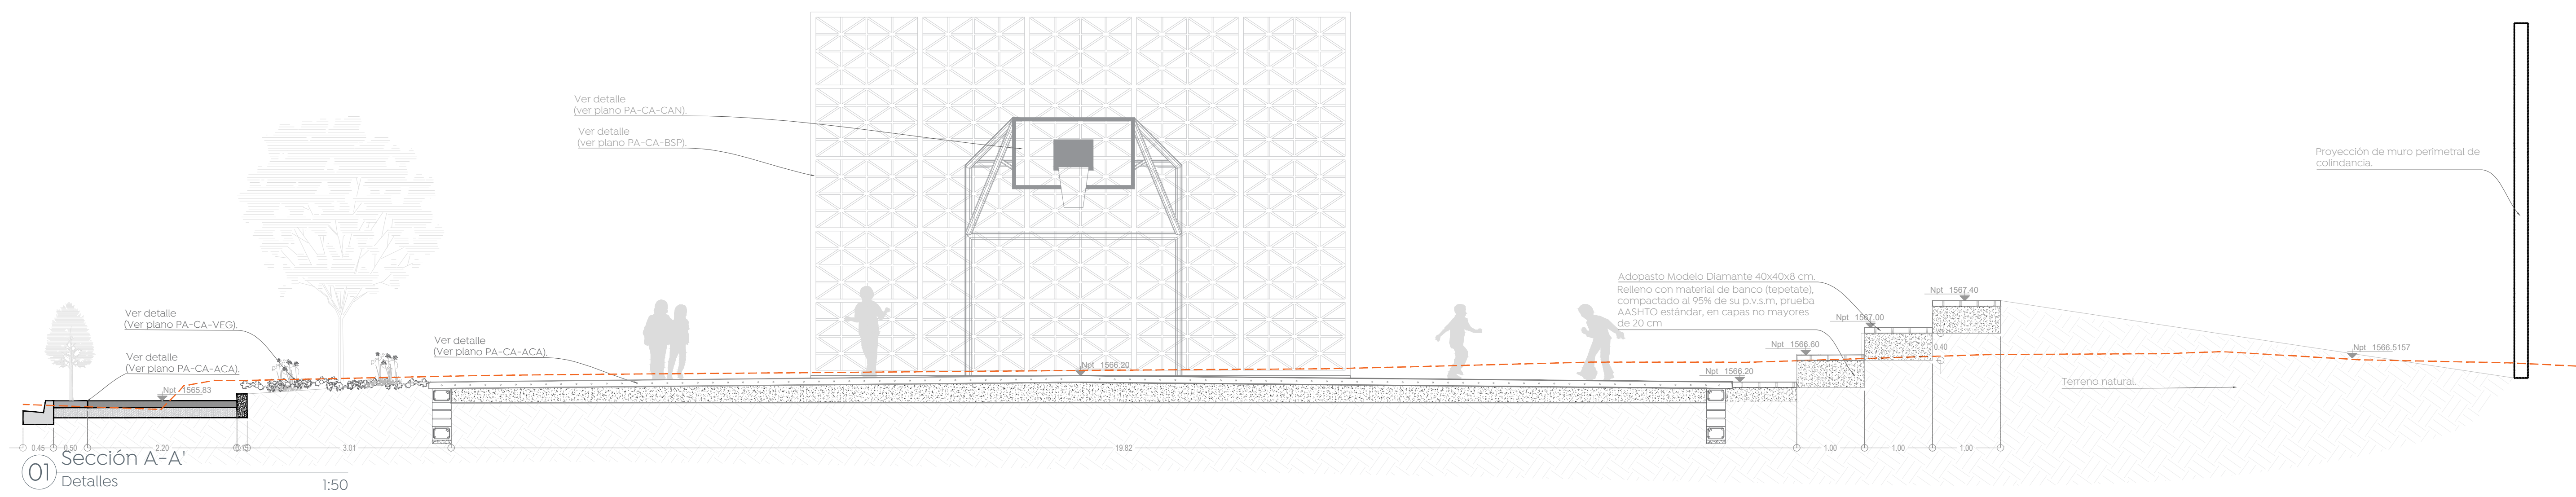 Ver detalle
(ver plano PA-CA-CAN).
Ver detalle
(ver plano PA-CA-BSP).
Proyección de muro perimetral de
colindancia.
Ver detalle
(Ver plano PA-CA-VEG).
Ver detalle
(Ver plano PA-CA-ACA).
Npt 1565.83
Ver detalle
(Ver plano PA-CA-ACA).
Npt 1566.20
Adopasto Modelo Diamante 40x40x8 cm.
Relleno con material de banco (tepetate),
compactado al 95% de su p.v.s.m, prueba
AASHTO estándar, en capas no mayores
de 20 cm
Npt 1567.40
Npt 1567.00
Npt 1566.60
Npt 1566.20
0.40
Npt 1566.5157
Terreno natural.
0.45
0.50
2.20
0.15
3.01
19.82
1.00
1.00
1.00
01
Sección A-A'
Detalles
1:50